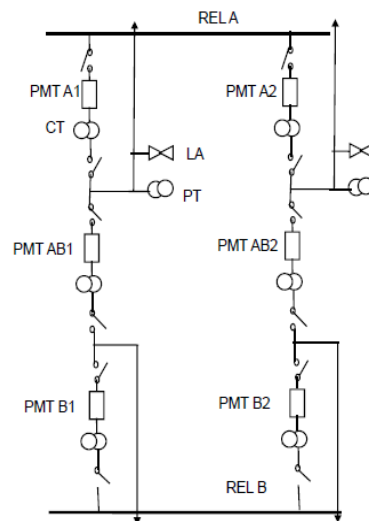 REL A
PMT A1
PMT A2
CT
LA
PT
PMT AB1
PMT AB2
PMT B1
PMT B2
REL B